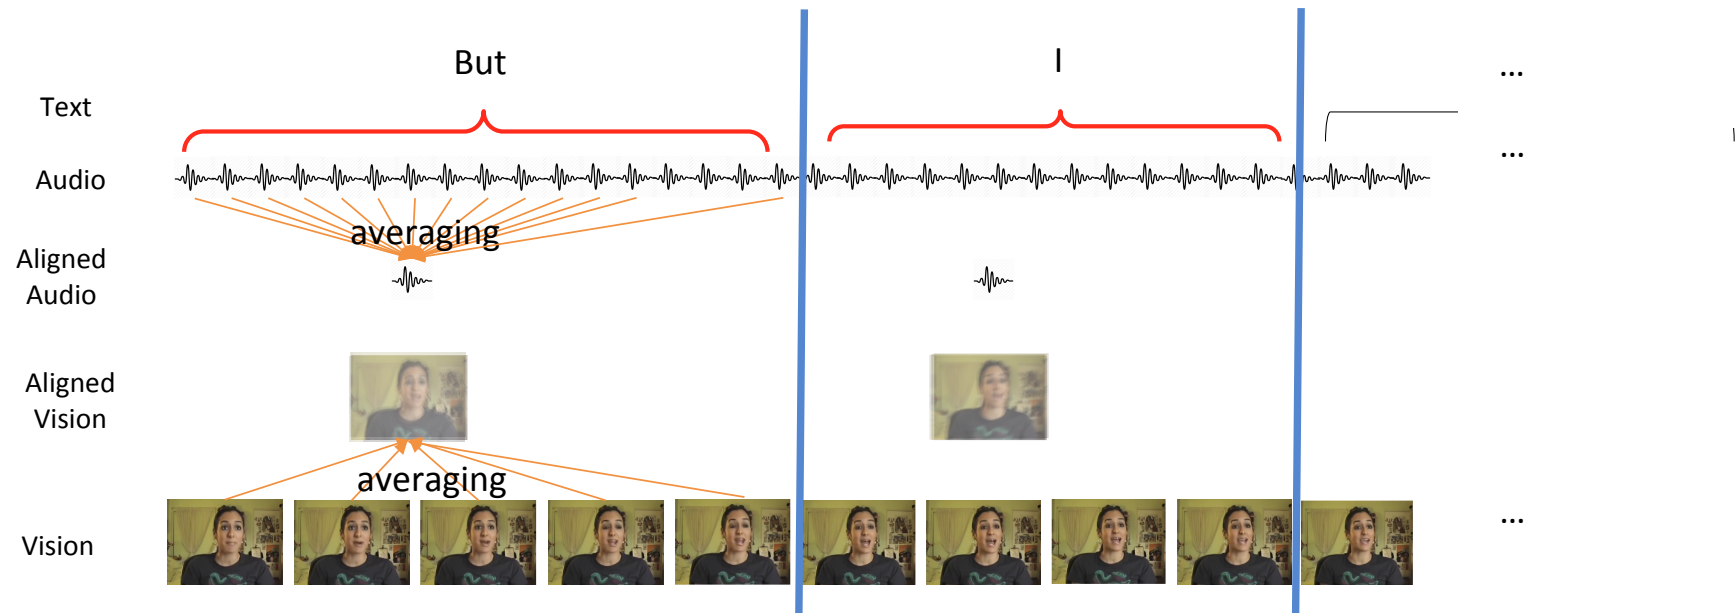 But
I
...
Text
...
Audio
averaging
Aligned
Audio
Aligned
Vision
averaging
Vision
...